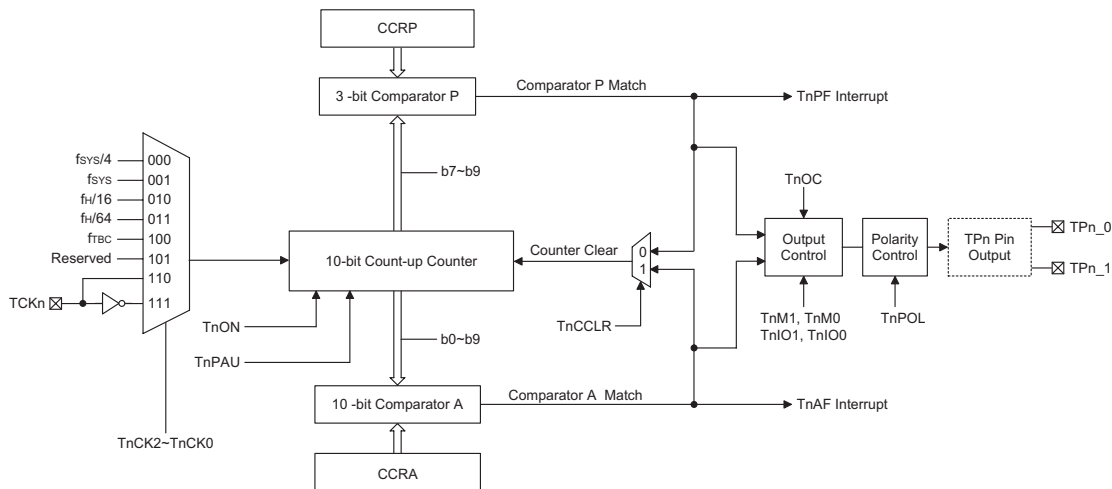 CCRP
3 -bit Comparator P
Comparator P Match
TnPF Interrupt
b7~b9
fSYS/4
000
fSYS
001
fH/16
010
fH/64
011
fTBC
100
Reserved
101
110
TCKn
111
TnCK2~TnCK0
10-bit Count-up Counter
TnON
TnPAU
b0~b9
Counter Clear
0
1
TnCCLR
TnOC
Output
Control
TnM1, TnM0
TnIO1, TnIO0
Polarity
Control
TnPOL
TPn Pin
Output
TPn_0
TPn_1
10 -bit Comparator A
Comparator A Match
TnAF Interrupt
CCRA